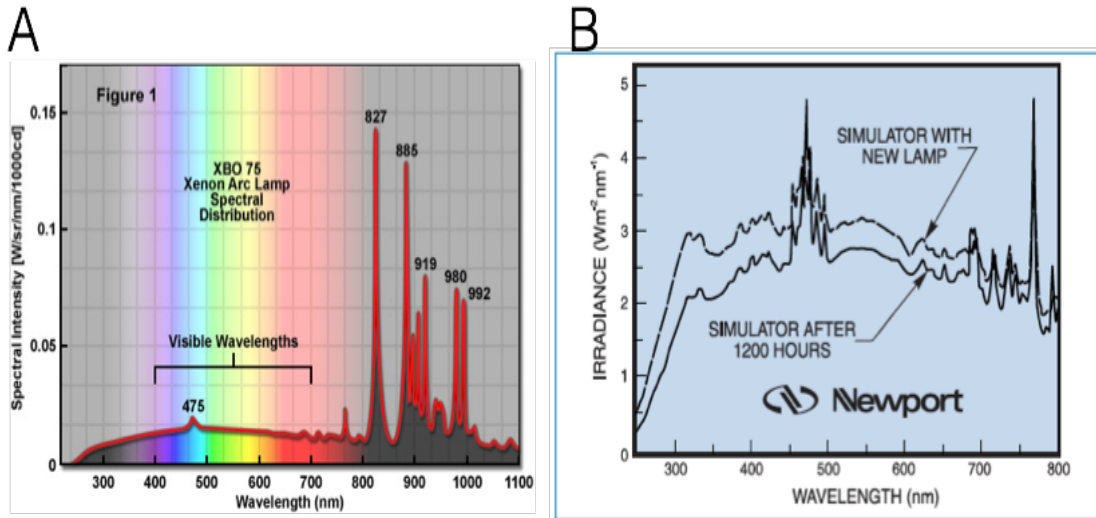 A
Figure 1
XBO 75
Xenon Arc Lamp
Spectral
Distribution
827
885
919
980
992
Visible Wavelengths
475
Spectral Intensity [W/sr/nm/1000cd]
0.15
0.1
0.05
0
300 400 500 600 700 800 900 1000 1100
Wavelength (nm)
B
IRRADIANCE (Wm⁻² nm⁻¹)
5
4
3
2
1
0
SIMULATOR WITH
NEW LAMP
SIMULATOR AFTER
1200 HOURS
Newport
300 400 500 600 700 800
WAVELENGTH (nm)